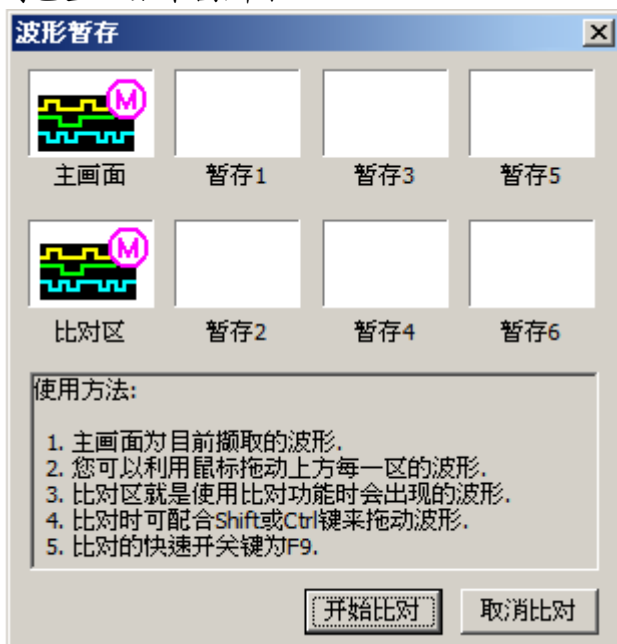 波形暂存
M
主画面 暂存1 暂存3 暂存5
M
比对区 暂存2 暂存4 暂存6
使用方法:
1. 主画面为目前撷取的波形.
2. 您可以利用鼠标拖动上方每一区的波形.
3. 比对区就是使用比对功能时会出现的波形.
4. 比对时可配合Shift或Ctrl键来拖动波形.
5. 比对的快速开关键为F9.
开始比对 取消比对